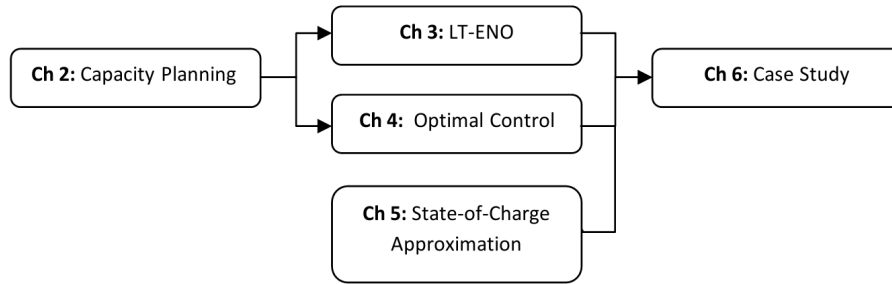 Ch 2: Capacity Planning
Ch 3: LT-ENO
Ch 4: Optimal Control
Ch 5: State-of-Charge
Approximation
Ch 6: Case Study